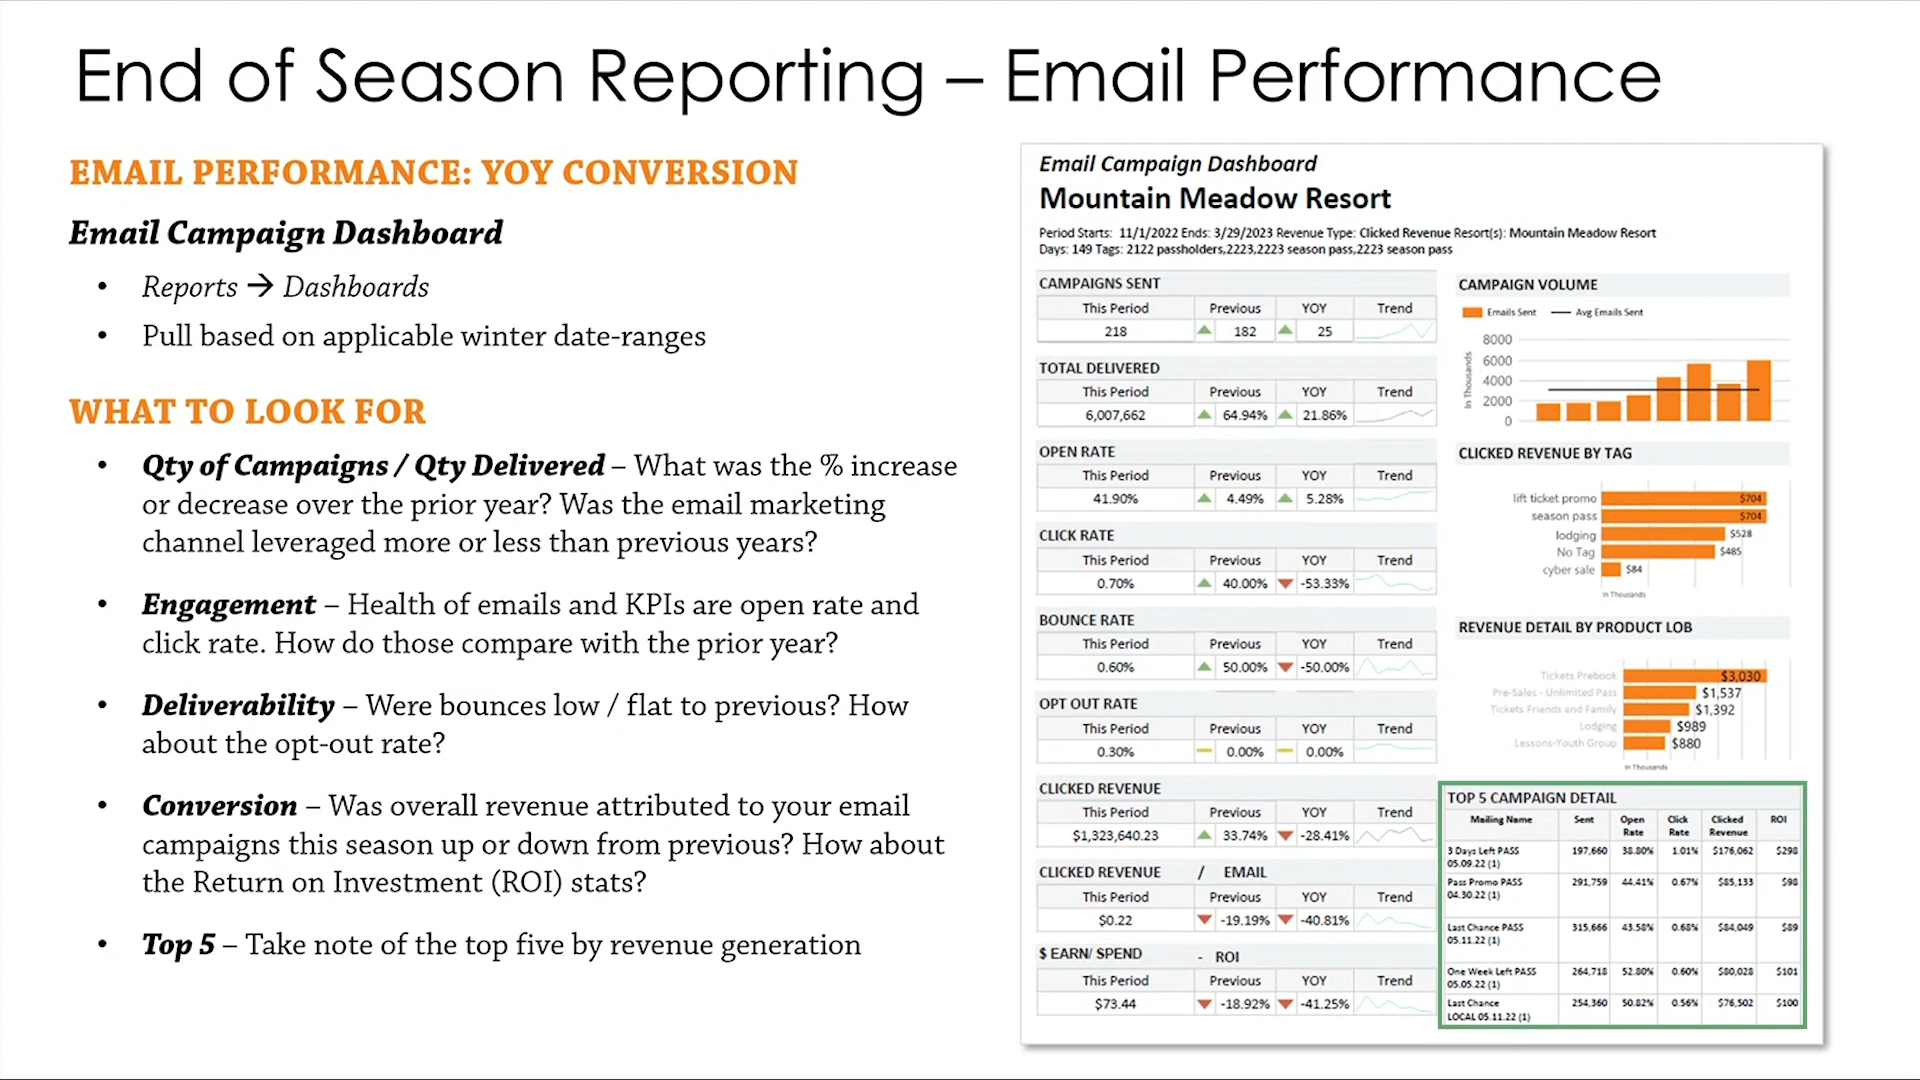 End of Season Reporting – Email Performance
EMAIL PERFORMANCE: YOY CONVERSION
Email Campaign Dashboard
• Reports → Dashboards
• Pull based on applicable winter date-ranges
WHAT TO LOOK FOR
• Qty of Campaigns / Qty Delivered – What was the % increase
or decrease over the prior year? Was the email marketing
channel leveraged more or less than previous years?
• Engagement – Health of emails and KPIs are open rate and
click rate. How do those compare with the prior year?
• Deliverability – Were bounces low / flat to previous? How
about the opt-out rate?
• Conversion – Was overall revenue attributed to your email
campaigns this season up or down from previous? How about
the Return on Investment (ROI) stats?
• Top 5 – Take note of the top five by revenue generation
Email Campaign Dashboard
Mountain Meadow Resort
Period Starts: 11/1/2022 Ends: 3/29/2023 Revenue Type: Clicked Revenue Resort(s): Mountain Meadow Resort
Days: 149 Tags: 2122 passholders,2223,2223 season pass,2223 season pass
CAMPAIGNS SENT
This Period Previous YOY Trend
218 182 25
TOTAL DELIVERED
This Period Previous YOY Trend
6,007,662 64.94% 21.86%
OPEN RATE
This Period Previous YOY Trend
41.90% 4.49% 5.28%
CLICK RATE
This Period Previous YOY Trend
0.70% 40.00% -53.33%
BOUNCE RATE
This Period Previous YOY Trend
0.60% 50.00% -50.00%
OPT OUT RATE
This Period Previous YOY Trend
0.30% 0.00% 0.00%
CLICKED REVENUE
This Period Previous YOY Trend
$1,323,640.23 33.74% -28.41%
CLICKED REVENUE / EMAIL
This Period Previous YOY Trend
$0.22 -19.19% -40.81%
$ EARN/ SPEND - ROI
This Period Previous YOY Trend
$73.44 -18.92% -41.25%
CAMPAIGN VOLUME
Emails Sent Avg Emails Sent
In Thousands
8000
6000
4000
2000
0
CLICKED REVENUE BY TAG
lift ticket promo $704
season pass $704
lodging $528
No Tag $485
cyber sale $84
In Thousands
REVENUE DETAIL BY PRODUCT LOB
Tickets Prebook $3,030
Pre-Sales - Unlimited Pass $1,537
Tickets Friends and Family $1,392
Lodging $989
Lessons-Youth Group $880
In Thousands
TOP 5 CAMPAIGN DETAIL
Mailing Name Sent Open Rate Click Rate Clicked Revenue ROI
3 Days Left PASS 197,660 38.80% 1.01% $176,062 $298
05.09.22 (1)
Pass Promo PASS 291,759 44.41% 0.67% $85,133 $98
04.30.22 (1)
Last Chance PASS 315,666 43.58% 0.68% $84,049 $89
05.11.22 (1)
One Week Left PASS 264,718 52.80% 0.60% $80,028 $101
05.05.22 (1)
Last Chance 254,360 50.82% 0.56% $76,502 $100
LOCAL 05.11.22 (1)